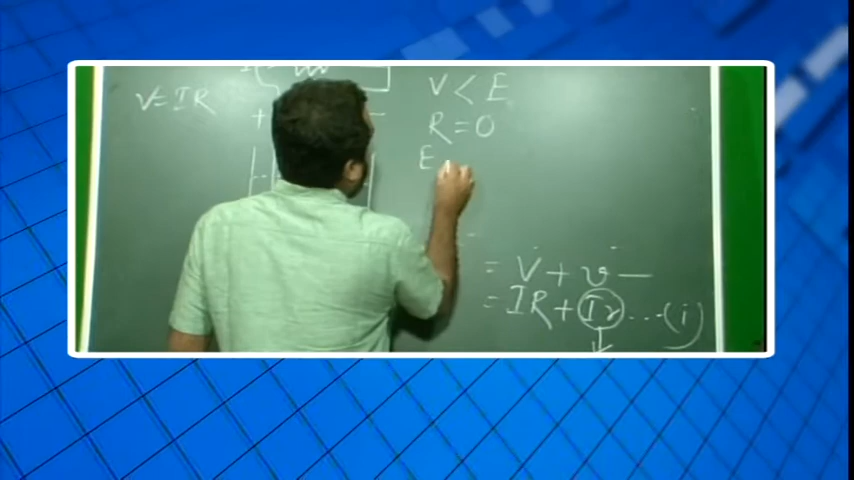 V = IR
V < E
R = 0
E
= V + v —
= IR + Ir ...(i)